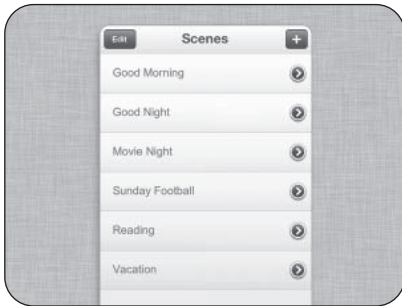 Edit Scenes +
Good Morning
Good Night
Movie Night
Sunday Football
Reading
Vacation